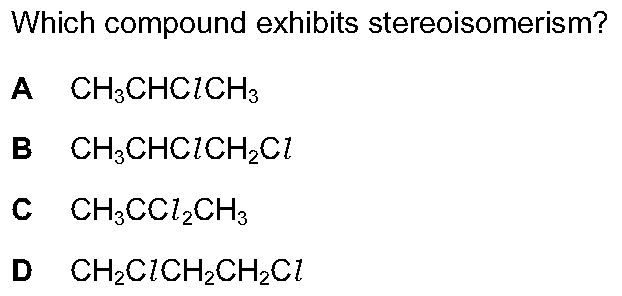 Which compound exhibits stereoisomerism?
A CH₃CHClCH₃
B CH₃CHClCH₂Cl
C CH₃CCl₂CH₃
D CH₂ClCH₂CH₂Cl